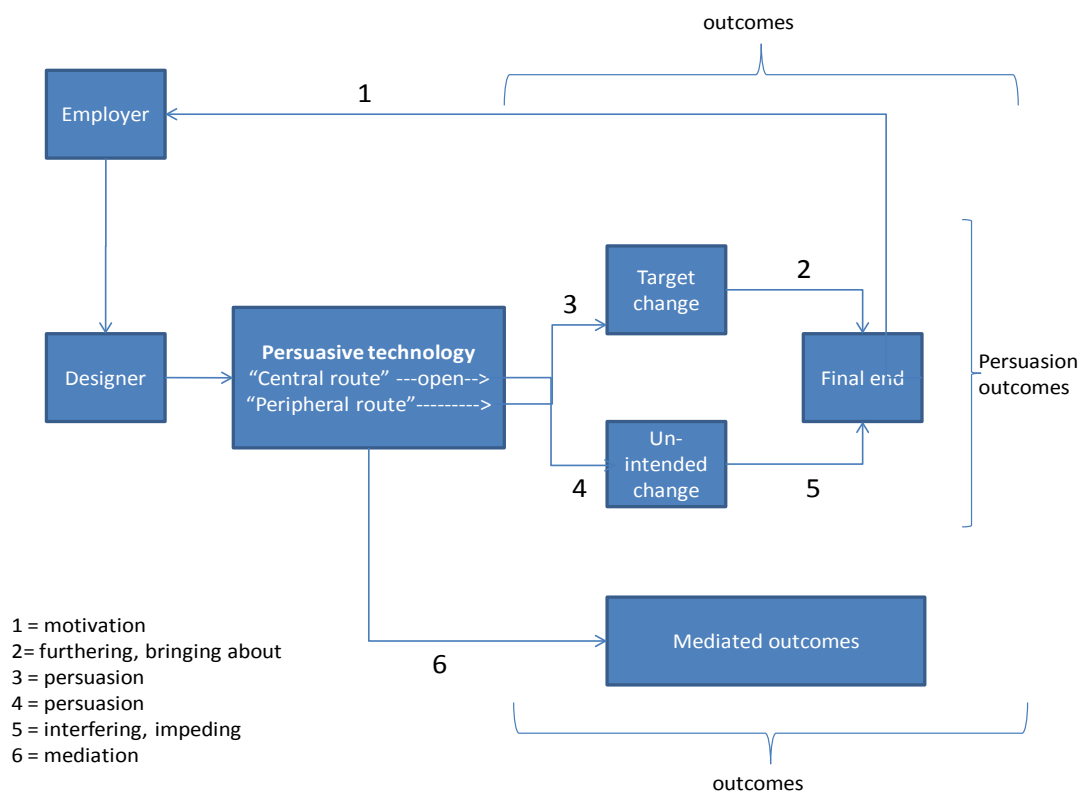 outcomes
1
Employer
Target
change
2
3
Persuasive technology
“Central route” ---open-->
“Peripheral route”--------->
Designer
Final end
Persuasion
outcomes
Un-
intended
change
4
5
1 = motivation
2= furthering, bringing about
3 = persuasion
4 = persuasion
5 = interfering, impeding
6 = mediation
6
Mediated outcomes
outcomes